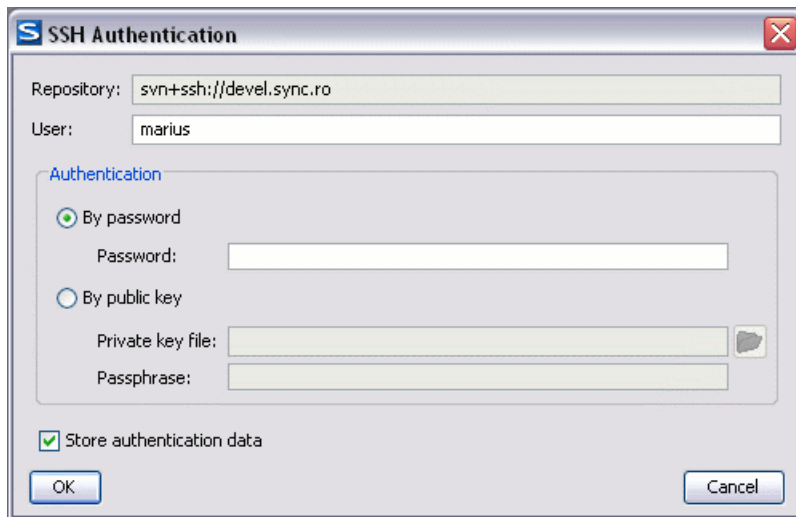 SSH Authentication
Repository: svn+ssh://devel.sync.ro
User: marius
Authentication
By password
Password:
By public key
Private key file:
Passphrase:
Store authentication data
OK Cancel